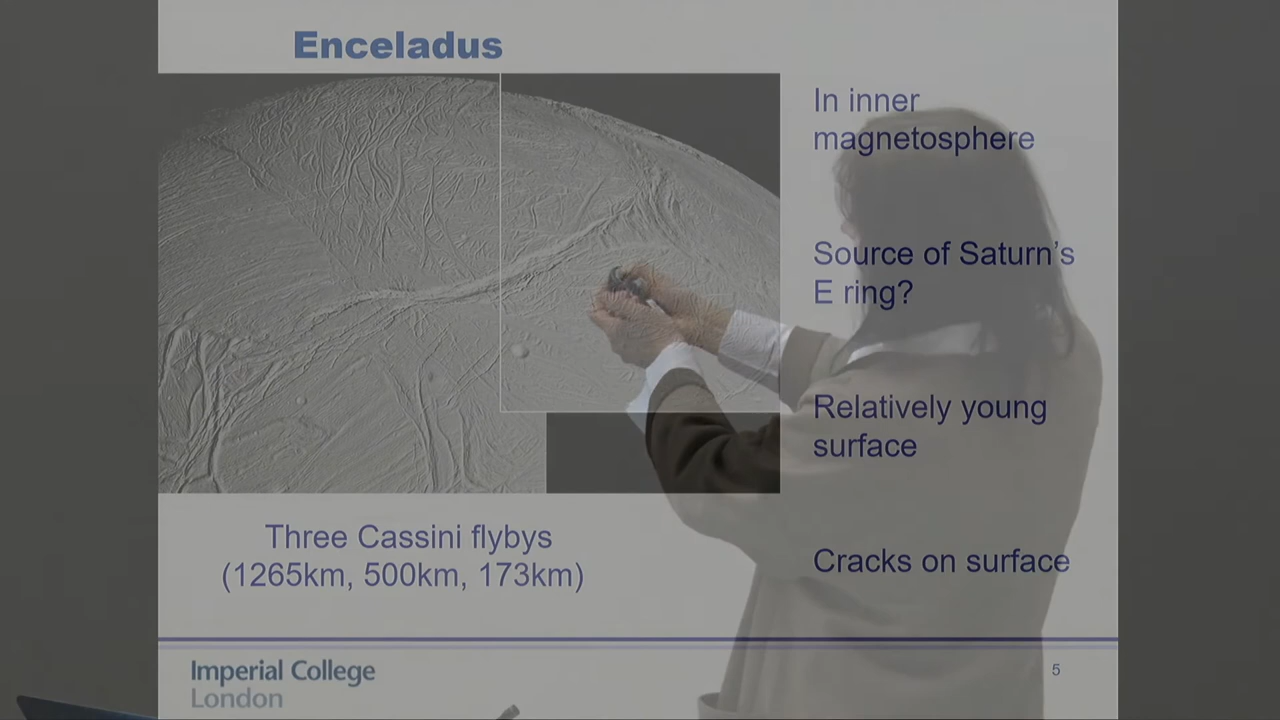 Enceladus
In inner
magnetosphere
Source of Saturn's
E ring?
Relatively young
surface
Cracks on surface
Three Cassini flybys
(1265km, 500km, 173km)
Imperial College
London
5